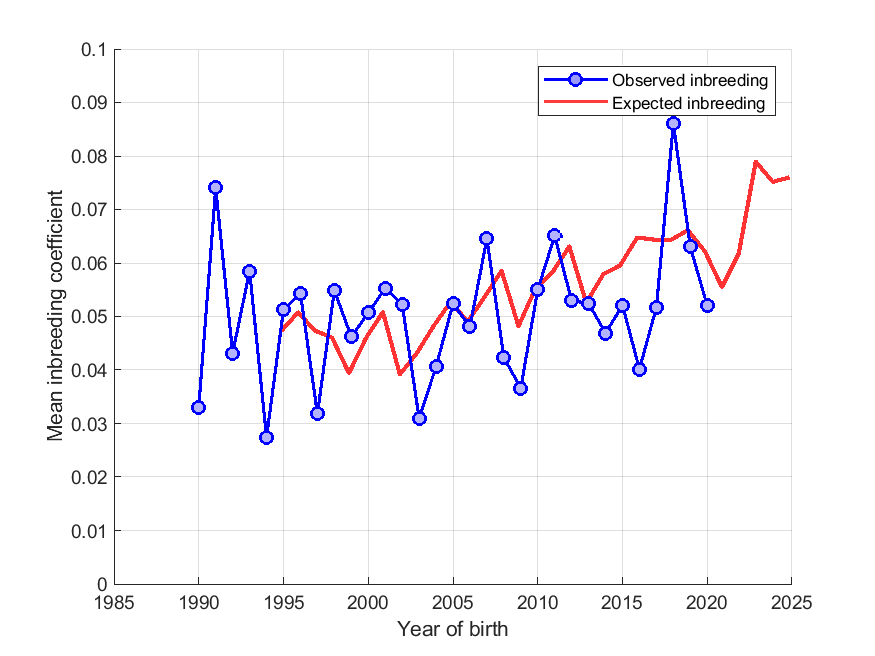 Observed inbreeding
Expected inbreeding
Mean inbreeding coefficient
0.1
0.09
0.08
0.07
0.06
0.05
0.04
0.03
0.02
0.01
0
1985 1990 1995 2000 2005 2010 2015 2020 2025
Year of birth